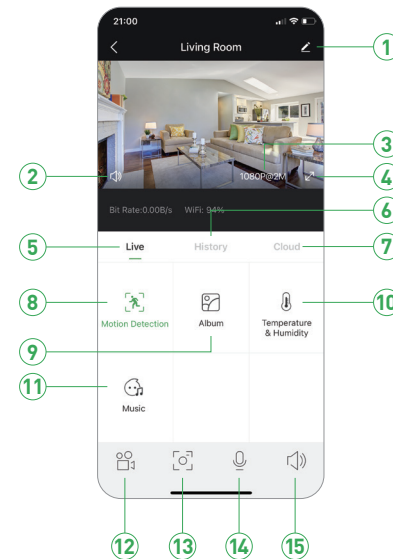 21:00
Living Room
1
3
2
1080P@2M
4
Bit Rate:0.00B/s WiFi: 94%
6
5
Live
History
Cloud
7
8
Motion Detection
Album
Temperature
& Humidity
10
9
11
Music
12
13
14
15